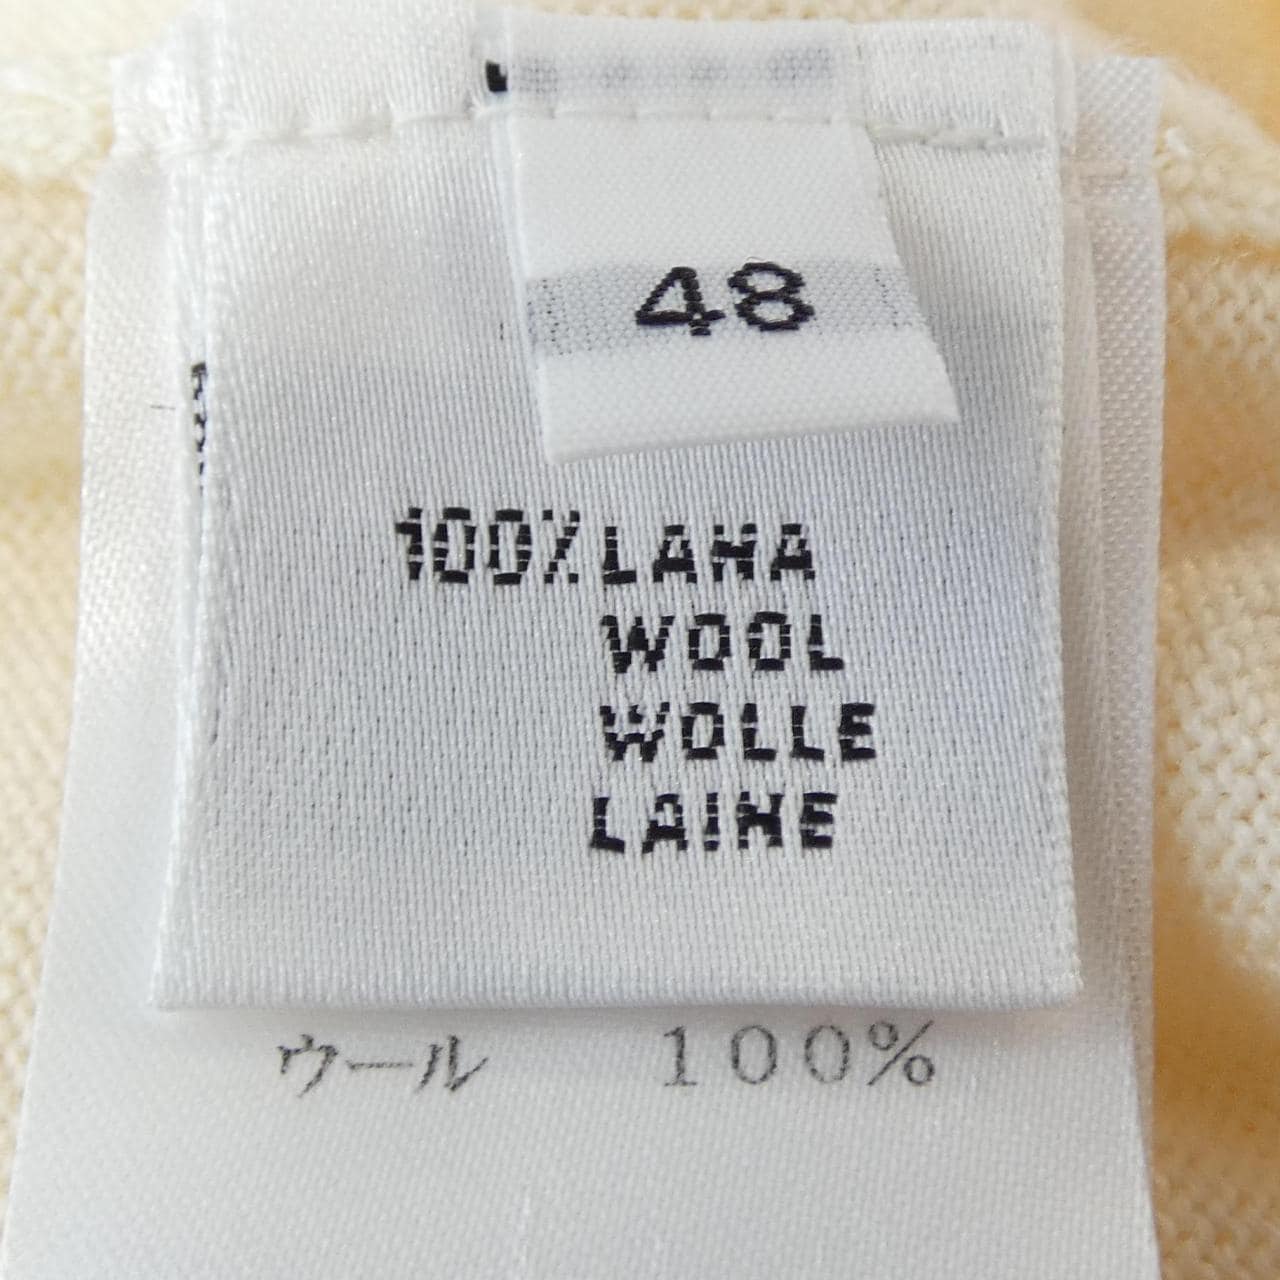 48
100% LANA
WOOL
WOLLE
LAINE
ウール 100%